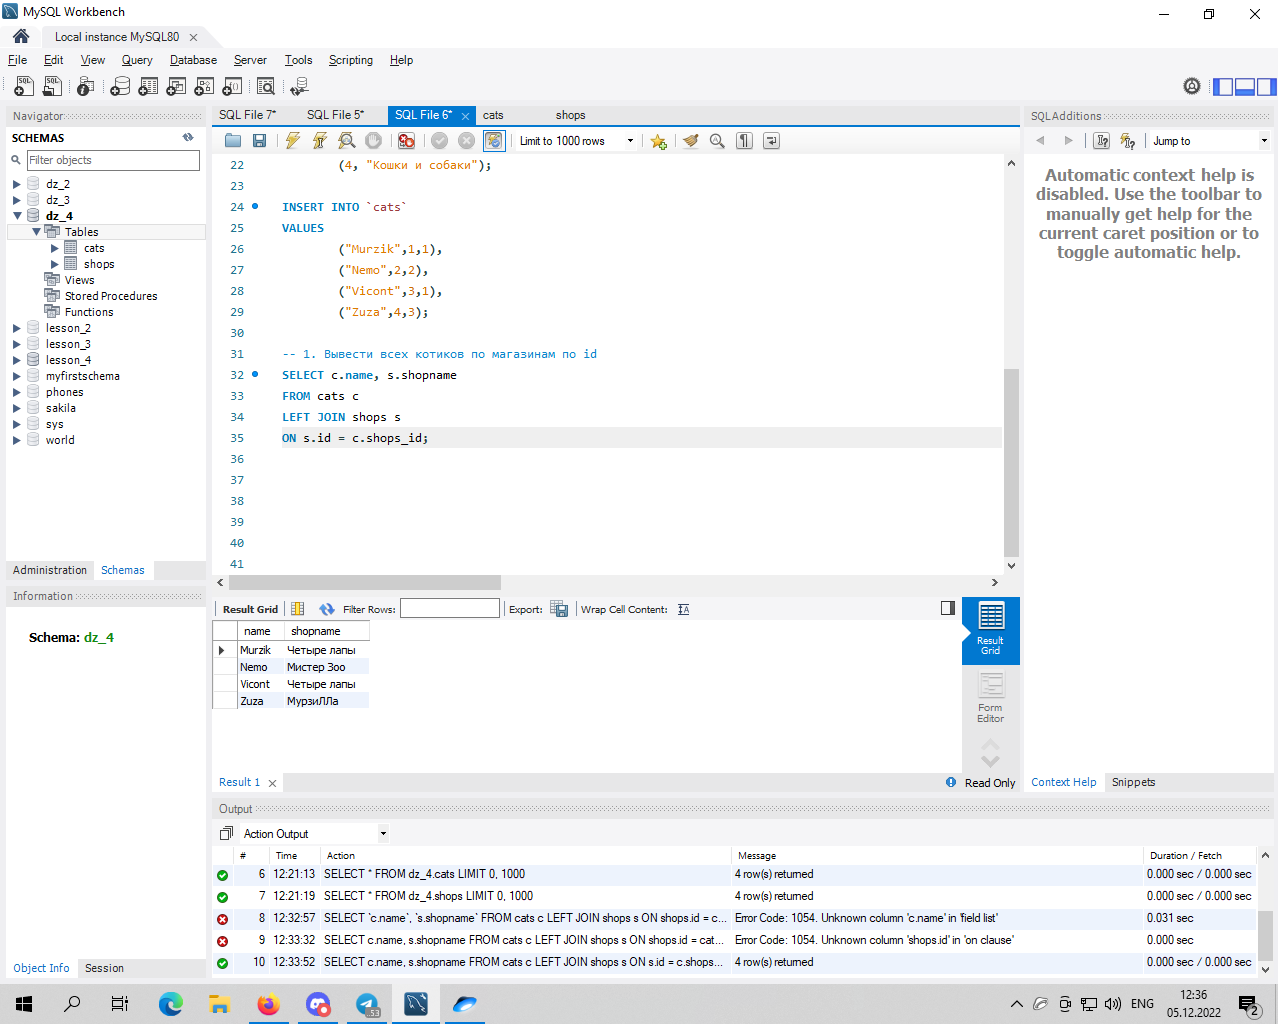 MySQL Workbench
Local instance MySQL80
File Edit View Query Database Server Tools Scripting Help
Navigator
SCHEMAS
Filter objects
dz_2
dz_3
dz_4
Tables
cats
shops
Views
Stored Procedures
Functions
lesson_2
lesson_3
lesson_4
myfirstschema
phones
sakila
sys
world
Administration Schemas
Information
Schema: dz_4
Object Info Session
SQL File 7* SQL File 5* SQL File 6* cats shops
Limit to 1000 rows
22 (4, "Кошки и собаки");
23
24 INSERT INTO `cats`
25 VALUES
26 ("Murzik",1,1),
27 ("Nemo",2,2),
28 ("Vicont",3,1),
29 ("Zuza",4,3);
30
31 -- 1. Вывести всех котиков по магазинам по id
32 SELECT c.name, s.shopname
33 FROM cats c
34 LEFT JOIN shops s
35 ON s.id = c.shops_id;
36
37
38
39
40
41
Result Grid Filter Rows: Export: Wrap Cell Content:
name shopname
Murzik Четыре лапы
Nemo Мистер Зоо
Vicont Четыре лапы
Zuza МурзиЛЛа
Result Grid
Form Editor
Result 1
Read Only
SQLAdditions
Jump to
Automatic context help is
disabled. Use the toolbar to
manually get help for the
current caret position or to
toggle automatic help.
Context Help Snippets
Output
Action Output
# Time Action Message Duration / Fetch
6 12:21:13 SELECT * FROM dz_4.cats LIMIT 0, 1000 4 row(s) returned 0.000 sec / 0.000 sec
7 12:21:19 SELECT * FROM dz_4.shops LIMIT 0, 1000 4 row(s) returned 0.000 sec / 0.000 sec
8 12:32:57 SELECT `c.name`, `s.shopname` FROM cats c LEFT JOIN shops s ON shops.id = c... Error Code: 1054. Unknown column 'c.name' in 'field list' 0.031 sec
9 12:33:32 SELECT c.name, s.shopname FROM cats c LEFT JOIN shops s ON shops.id = cat... Error Code: 1054. Unknown column 'shops.id' in 'on clause' 0.000 sec
10 12:33:52 SELECT c.name, s.shopname FROM cats c LEFT JOIN shops s ON s.id = c.shops... 4 row(s) returned 0.000 sec / 0.000 sec
53
ENG
12:36
05.12.2022
2